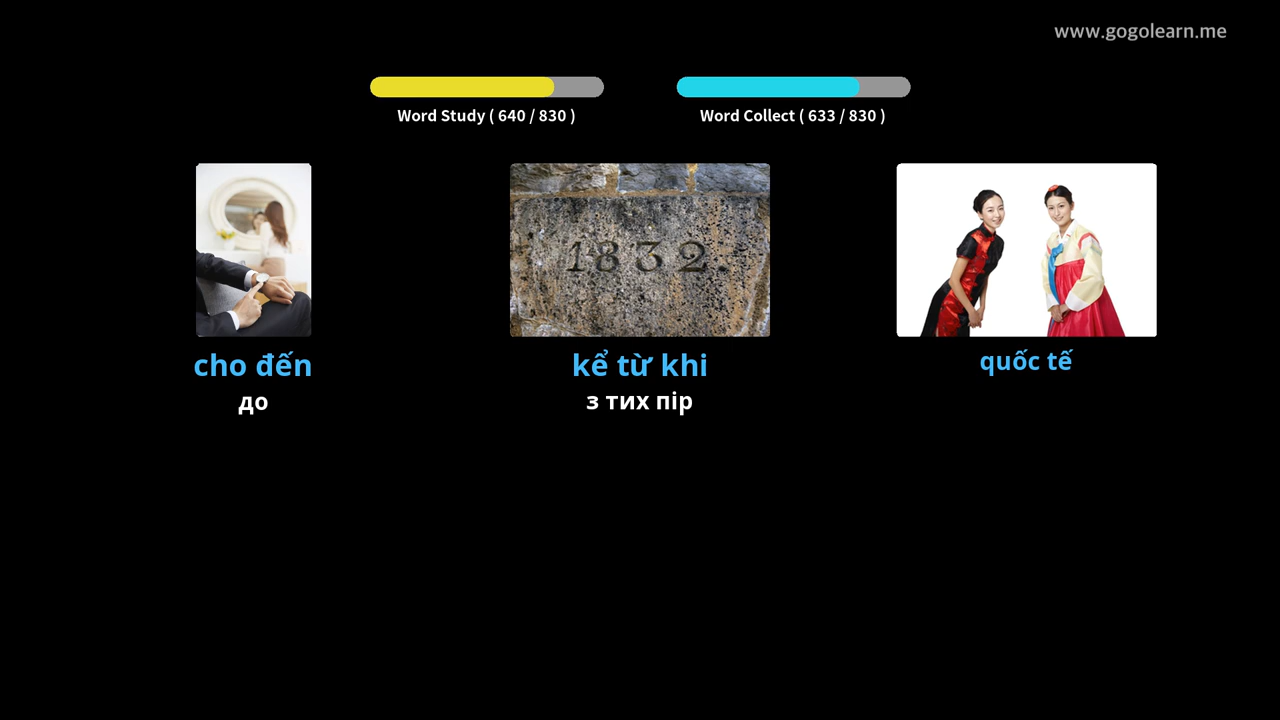 www.gogolearn.me
Word Study ( 640 / 830 )
Word Collect ( 633 / 830 )
1832
cho đến
до
kể từ khi
з тих пір
quốc tế